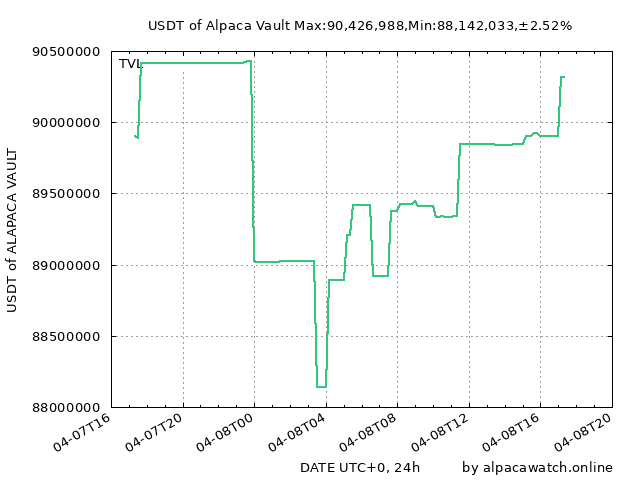 USDT of Alpaca Vault Max:90,426,988,Min:88,142,033,±2.52%
90500000
TVL
90000000
89500000
89000000
88500000
88000000
USDT of ALAPACA VAULT
04-07T16
04-07T20
04-08T00
04-08T04
04-08T08
04-08T12
04-08T16
04-08T20
DATE UTC+0, 24h
by alpacawatch.online